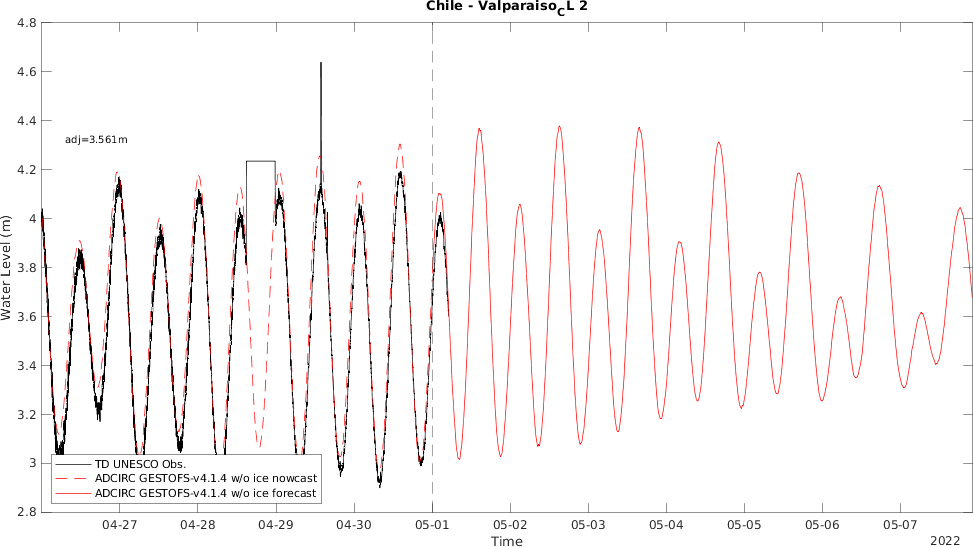 Chile - Valparaiso_CL 2
4.8
4.6
4.4
4.2
4
3.8
3.6
3.4
3.2
3
2.8
Water Level (m)
adj=3.561m
TD UNESCO Obs.
ADCIRC GESTOFS-v4.1.4 w/o ice nowcast
ADCIRC GESTOFS-v4.1.4 w/o ice forecast
04-27 04-28 04-29 04-30 05-01 05-02 05-03 05-04 05-05 05-06 05-07
Time
2022